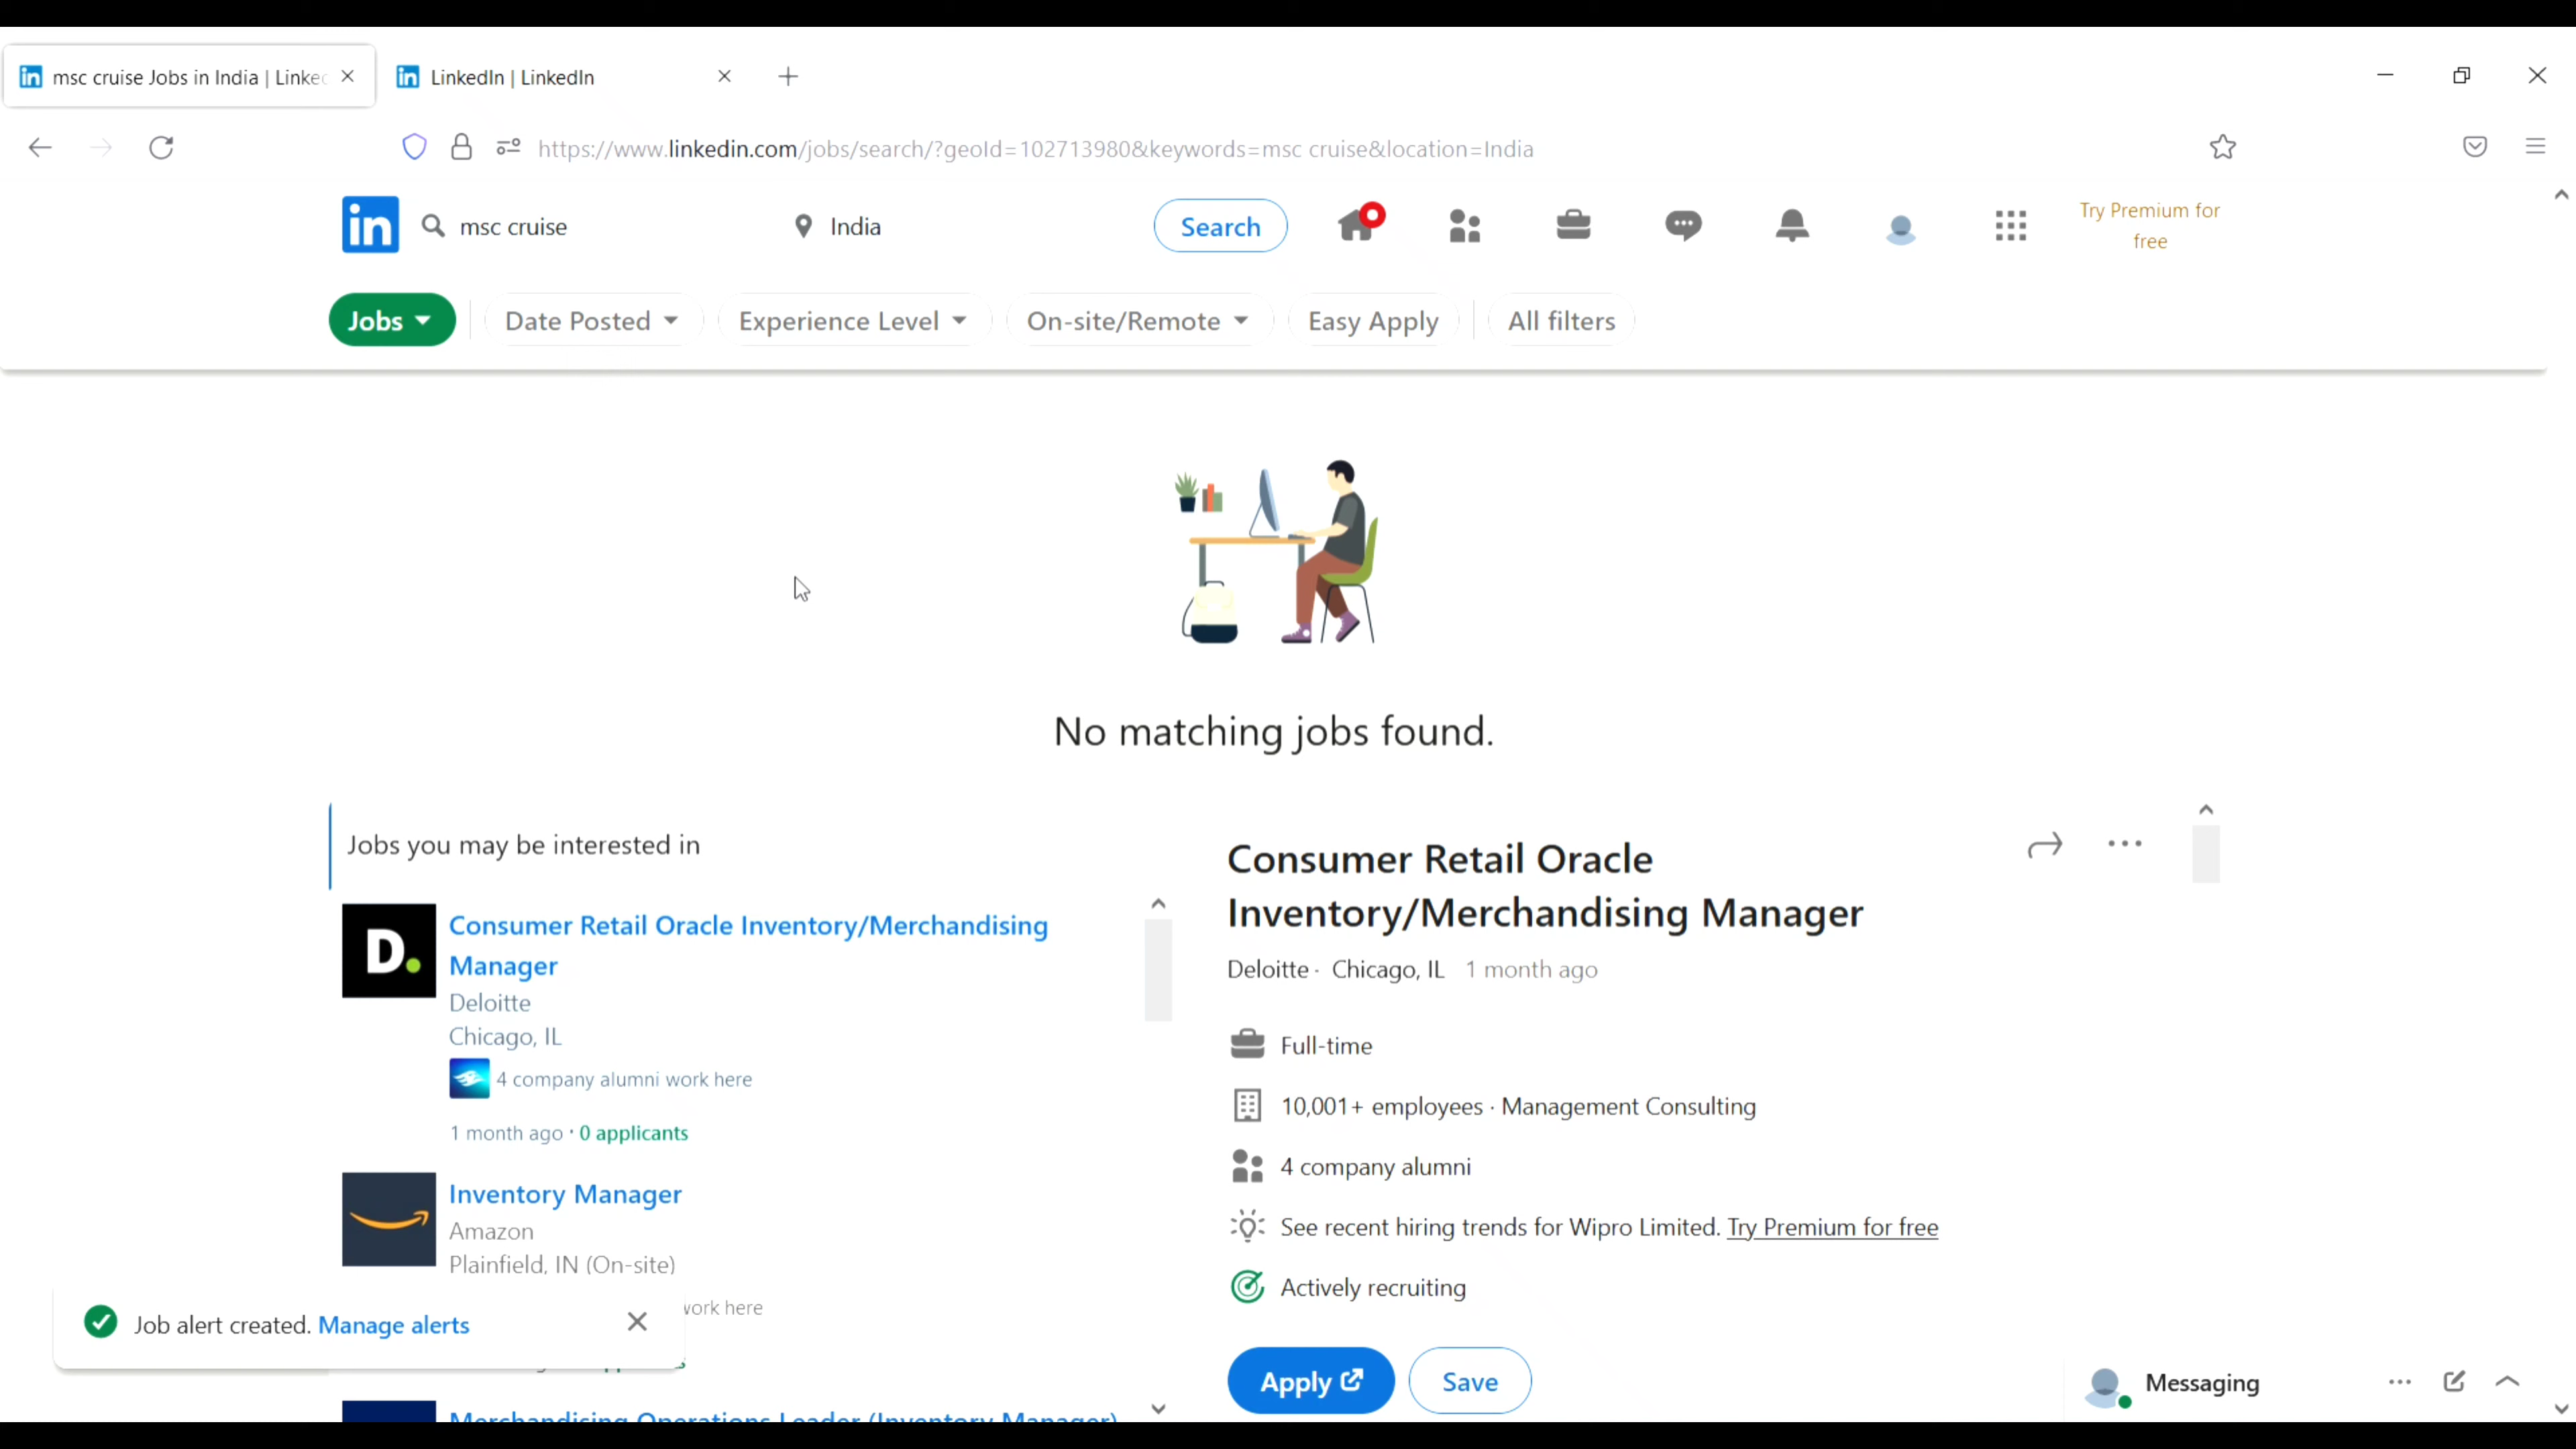 msc cruise Jobs in India | Linked
LinkedIn | LinkedIn
https://www.linkedin.com/jobs/search/?geoId=102713980&keywords=msc cruise&location=India
in
msc cruise
India
Search
Try Premium for
free
Jobs
Date Posted
Experience Level
On-site/Remote
Easy Apply
All filters
No matching jobs found.
Jobs you may be interested in
D.
Consumer Retail Oracle Inventory/Merchandising
Manager
Deloitte
Chicago, IL
4 company alumni work here
1 month ago · 0 applicants
Inventory Manager
Amazon
Plainfield, IN (On-site)
work here
Merchandising Operations Leader (Inventory Manager)
Job alert created. Manage alerts
Consumer Retail Oracle
Inventory/Merchandising Manager
Deloitte · Chicago, IL 1 month ago
Full-time
10,001+ employees · Management Consulting
4 company alumni
See recent hiring trends for Wipro Limited. Try Premium for free
Actively recruiting
Apply
Save
Messaging